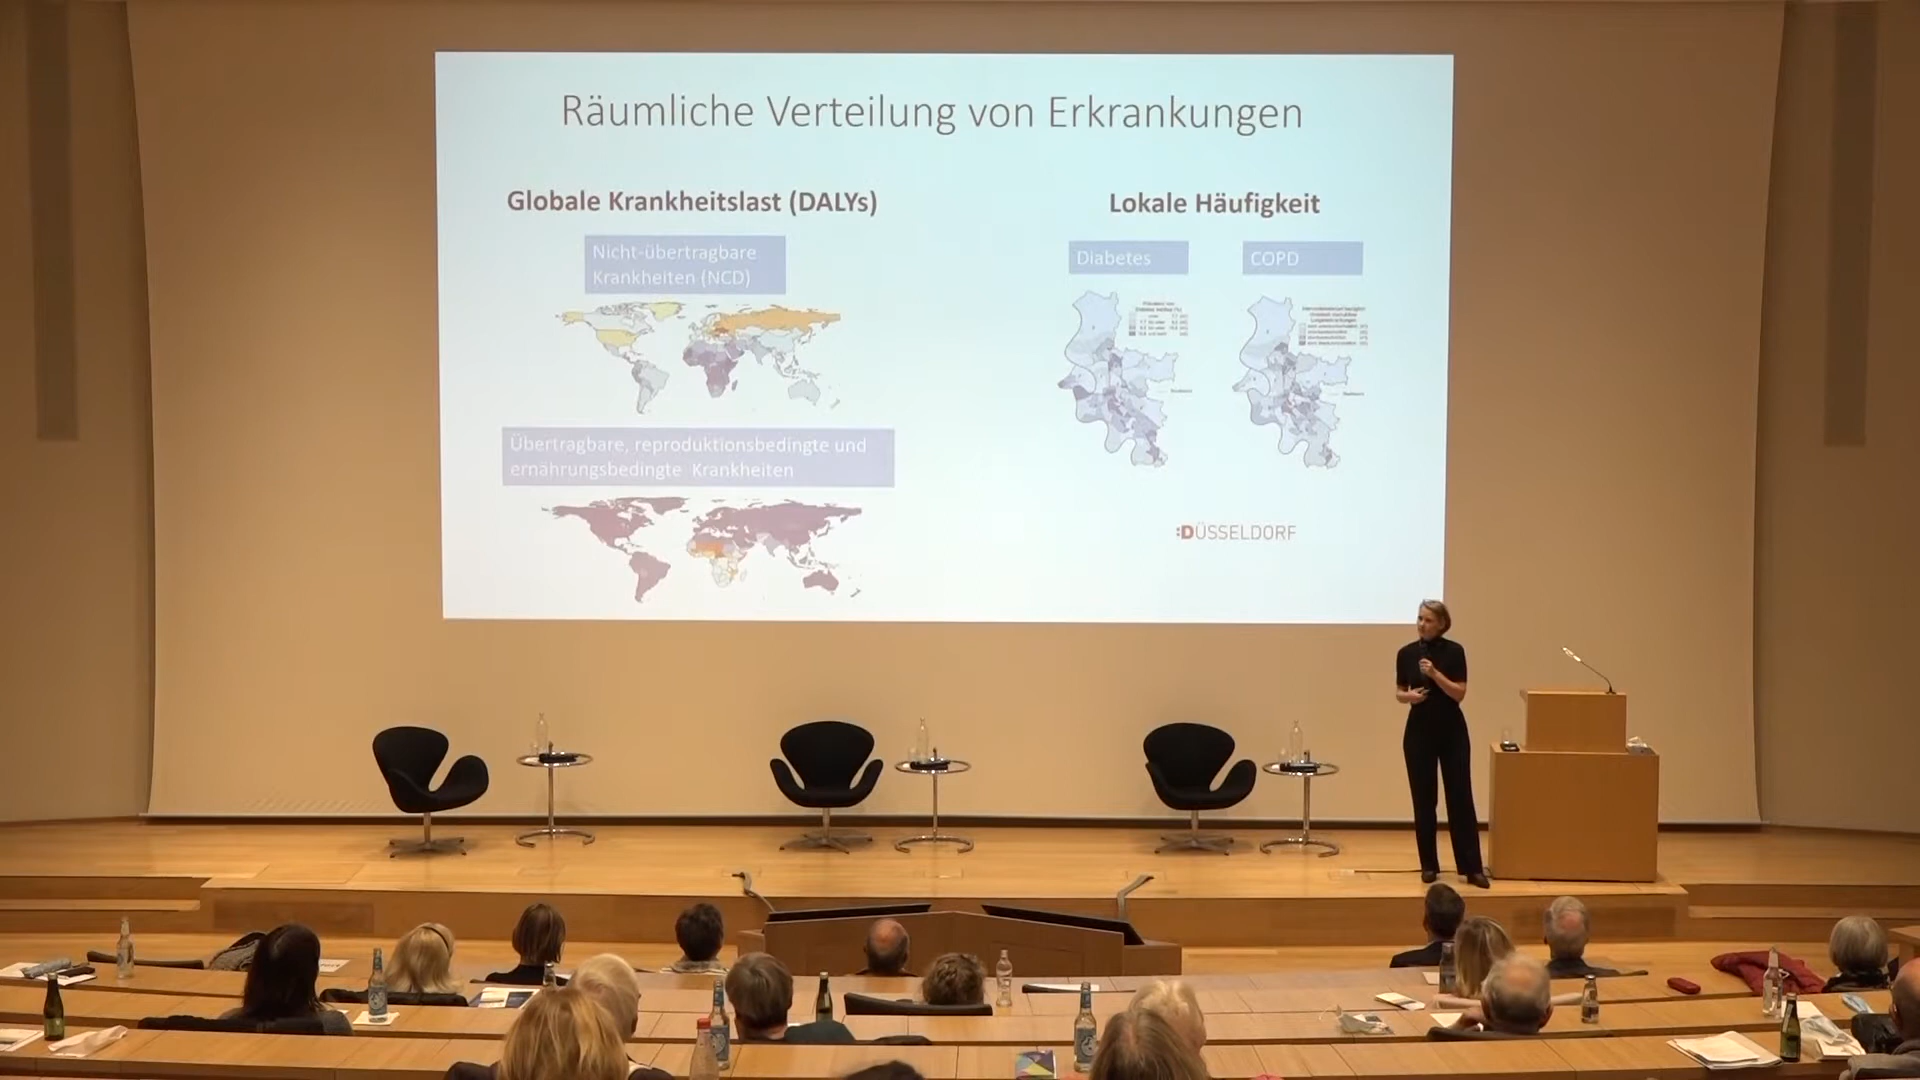 Räumliche Verteilung von Erkrankungen
Globale Krankheitslast (DALYs)
Nicht-übertragbare
Krankheiten (NCD)
Übertragbare, reproduktionsbedingte und
ernährungsbedingte Krankheiten
Lokale Häufigkeit
Diabetes
COPD
:DÜSSELDORF